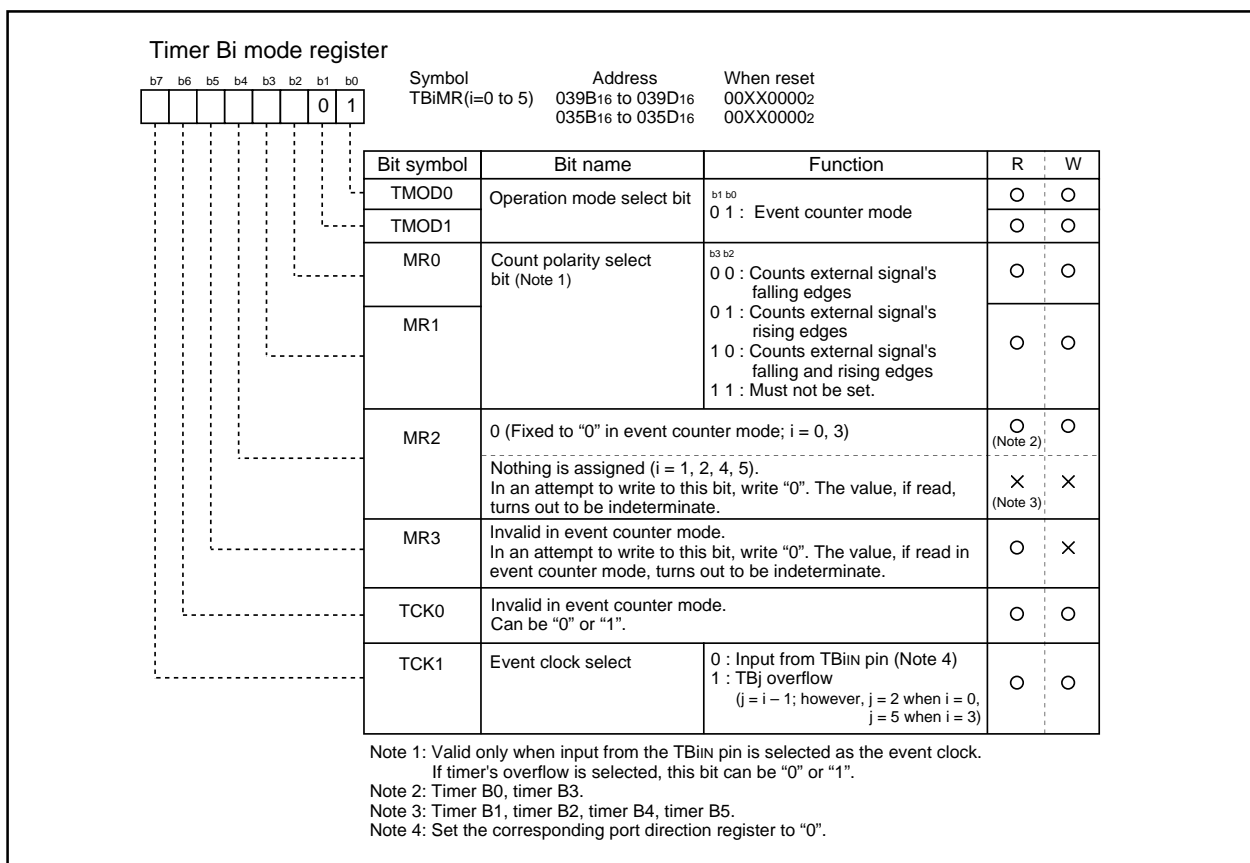 Timer Bi mode register
b7 b6 b5 b4 b3 b2 b1 b0
0 1
Symbol Address When reset
TBiMR(i=0 to 5) 039B16 to 039D16 00XX00002
035B16 to 035D16 00XX00002
Bit symbol Bit name Function R W
TMOD0 Operation mode select bit b1 b0
0 1 : Event counter mode
TMOD1
MR0 Count polarity select
bit (Note 1)
b3 b2
0 0 : Counts external signal's
falling edges
0 1 : Counts external signal's
rising edges
1 0 : Counts external signal's
falling and rising edges
1 1 : Must not be set.
MR1
MR2 0 (Fixed to “0” in event counter mode; i = 0, 3)
(Note 2)
Nothing is assigned (i = 1, 2, 4, 5).
In an attempt to write to this bit, write “0”. The value, if read,
turns out to be indeterminate.
(Note 3)
MR3 Invalid in event counter mode.
In an attempt to write to this bit, write “0”. The value, if read in
event counter mode, turns out to be indeterminate.
TCK0 Invalid in event counter mode.
Can be “0” or “1”.
TCK1 Event clock select 0 : Input from TBiIN pin (Note 4)
1 : TBj overflow
(j = i – 1; however, j = 2 when i = 0,
j = 5 when i = 3)
Note 1: Valid only when input from the TBiIN pin is selected as the event clock.
If timer's overflow is selected, this bit can be “0” or “1”.
Note 2: Timer B0, timer B3.
Note 3: Timer B1, timer B2, timer B4, timer B5.
Note 4: Set the corresponding port direction register to “0”.